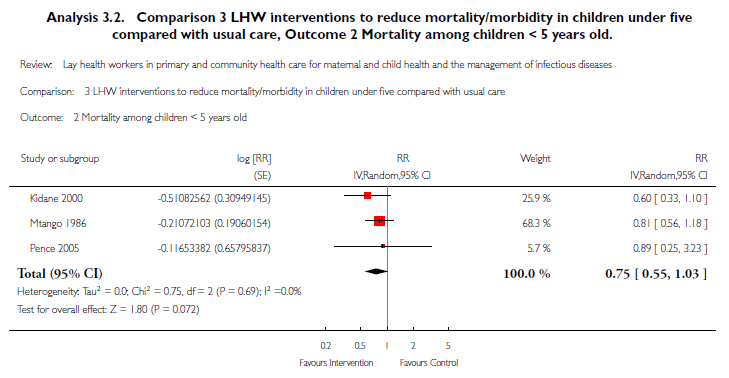 Analysis 3.2. Comparison 3 LHW interventions to reduce mortality/morbidity in children under five
compared with usual care, Outcome 2 Mortality among children < 5 years old.
Review: Lay health workers in primary and community health care for maternal and child health and the management of infectious diseases
Comparison: 3 LHW interventions to reduce mortality/morbidity in children under five compared with usual care
Outcome: 2 Mortality among children < 5 years old
Study or subgroup log [RR] RR Weight RR
(SE) IV,Random,95% CI IV,Random,95% CI
Kidane 2000 -0.51082562 (0.30949145) 25.9 % 0.60 [ 0.33, 1.10 ]
Mtango 1986 -0.21072103 (0.19060154) 68.3 % 0.81 [ 0.56, 1.18 ]
Pence 2005 -0.11653382 (0.65795837) 5.7 % 0.89 [ 0.25, 3.23 ]
Total (95% CI) 100.0 % 0.75 [ 0.55, 1.03 ]
Heterogeneity: Tau² = 0.0; Chi² = 0.75, df = 2 (P = 0.69); I² =0.0%
Test for overall effect: Z = 1.80 (P = 0.072)
0.2 0.5 1 2 5
Favours Intervention Favours Control